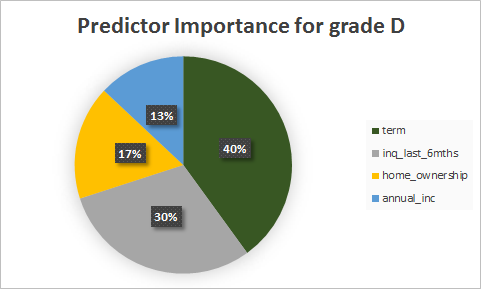 Predictor Importance for grade D
13%
40%
17%
30%
term
inq_last_6mths
home_ownership
annual_inc